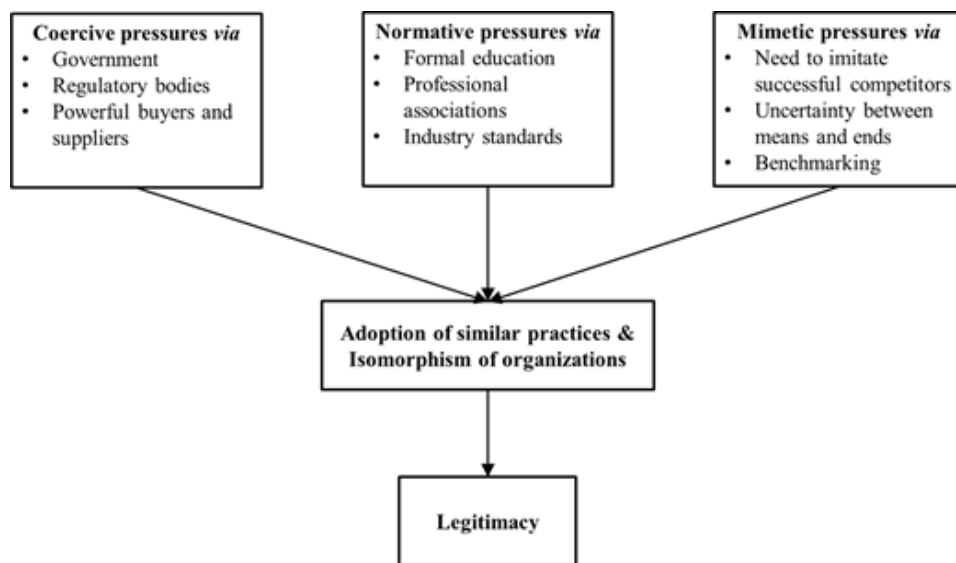 Coercive pressures via
• Government
• Regulatory bodies
• Powerful buyers and
suppliers
Normative pressures via
• Formal education
• Professional
associations
• Industry standards
Mimetic pressures via
• Need to imitate
successful competitors
• Uncertainty between
means and ends
• Benchmarking
Adoption of similar practices &
Isomorphism of organizations
Legitimacy